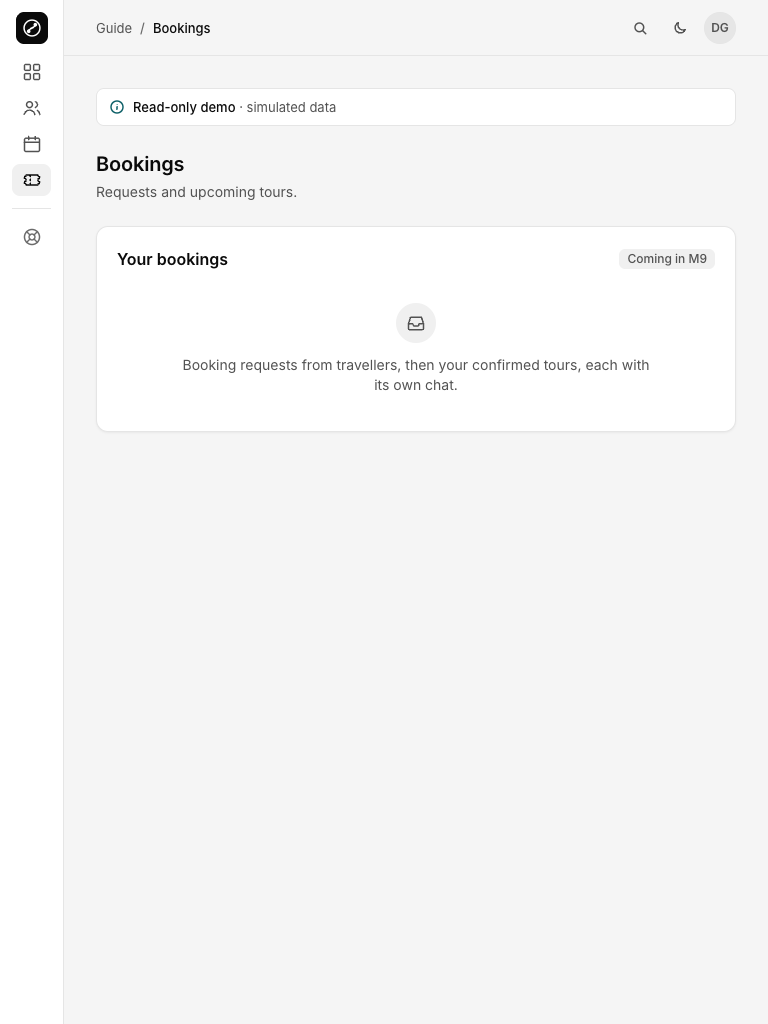 Guide / Bookings
DG
Read-only demo · simulated data
Bookings
Requests and upcoming tours.
Your bookings
Coming in M9
Booking requests from travellers, then your confirmed tours, each with
its own chat.